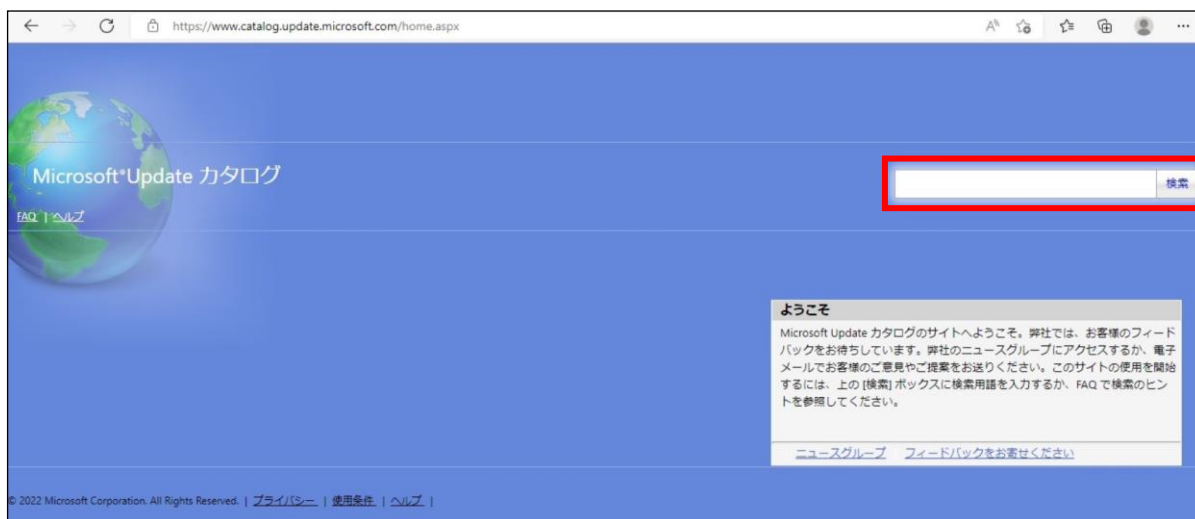 https://www.catalog.update.microsoft.com/home.aspx
Microsoft®Update カタログ
検索
FAQ | ヘルプ
ようこそ
Microsoft Update カタログのサイトへようこそ。弊社では、お客様のフィード
バックをお待ちしています。弊社のニュースグループにアクセスするか、電子
メールでお客様のご意見やご提案をお送りください。このサイトの使用を開始
するには、上の [検索] ボックスに検索用語を入力するか、FAQ で検索のヒン
トを参照してください。
ニュースグループ フィードバックをお寄せください
© 2022 Microsoft Corporation. All Rights Reserved. | プライバシー | 使用条件 | ヘルプ |